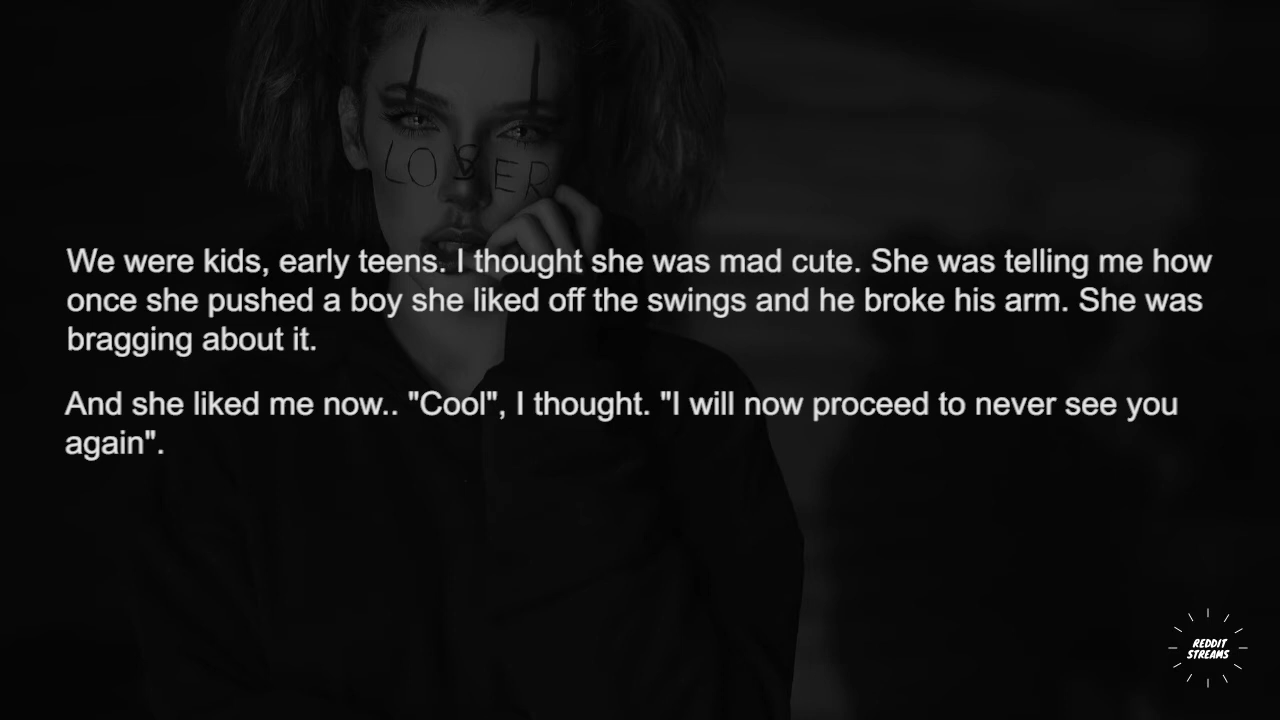 LOSER
We were kids, early teens. I thought she was mad cute. She was telling me how
once she pushed a boy she liked off the swings and he broke his arm. She was
bragging about it.
And she liked me now.. "Cool", I thought. "I will now proceed to never see you
again".
REDDIT
STREAMS